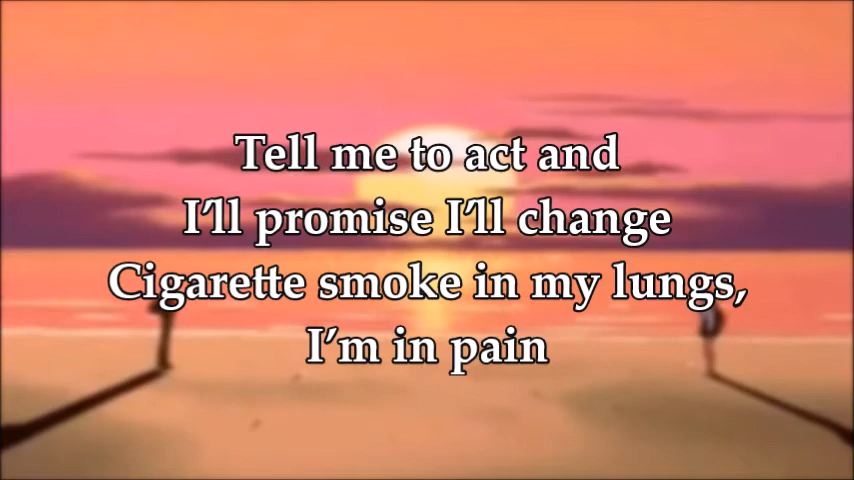 Tell me to act and
I'll promise I'll change
Cigarette smoke in my lungs,
I'm in pain